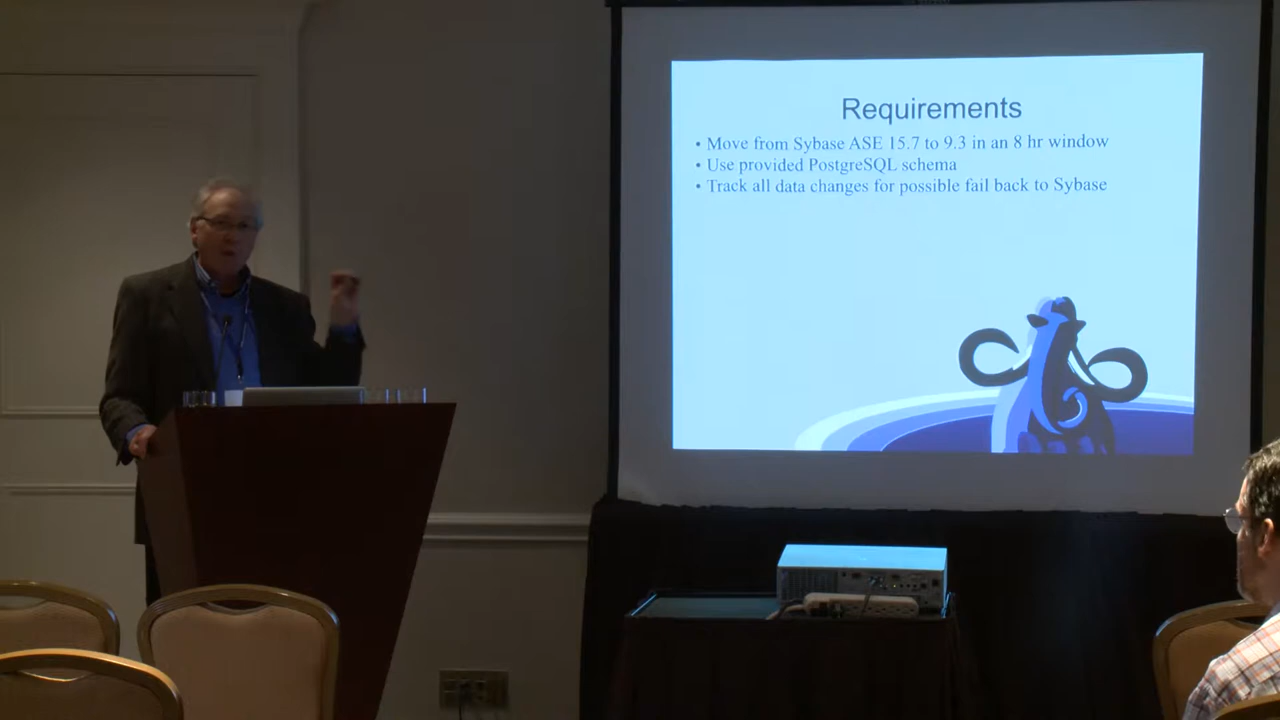 Requirements
• Move from Sybase ASE 15.7 to 9.3 in an 8 hr window
• Use provided PostgreSQL schema
• Track all data changes for possible fail back to Sybase